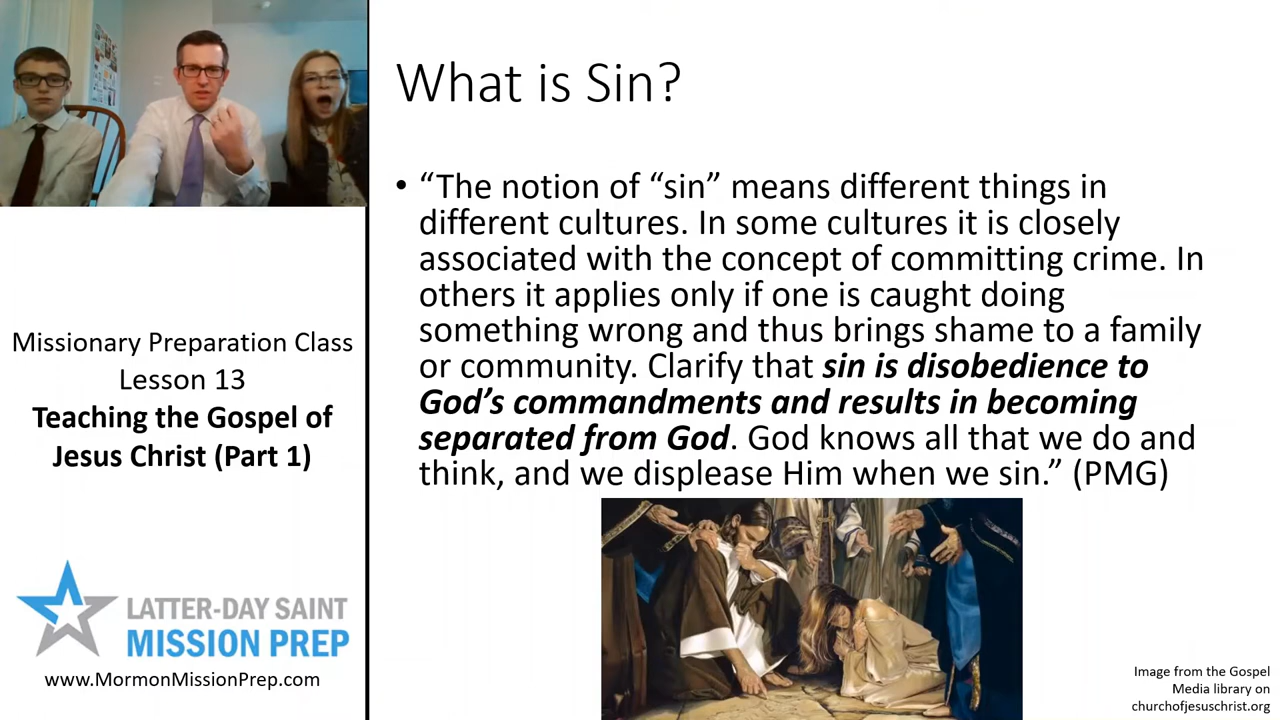 Missionary Preparation Class
Lesson 13
Teaching the Gospel of
Jesus Christ (Part 1)
LATTER-DAY SAINT
MISSION PREP
www.MormonMissionPrep.com
What is Sin?
• “The notion of “sin” means different things in
different cultures. In some cultures it is closely
associated with the concept of committing crime. In
others it applies only if one is caught doing
something wrong and thus brings shame to a family
or community. Clarify that sin is disobedience to
God’s commandments and results in becoming
separated from God. God knows all that we do and
think, and we displease Him when we sin.” (PMG)
Image from the Gospel
Media library on
churchofjesuschrist.org